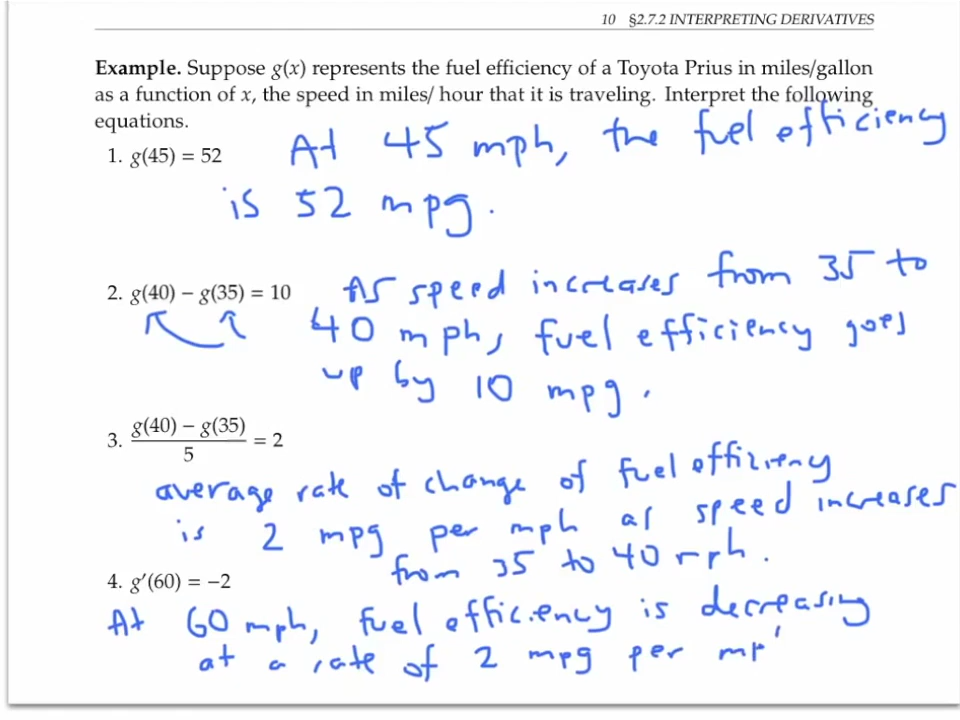 10 §2.7.2 INTERPRETING DERIVATIVES
Example. Suppose g(x) represents the fuel efficiency of a Toyota Prius in miles/gallon
as a function of x, the speed in miles/ hour that it is traveling. Interpret the following
equations.
1. g(45) = 52 At 45 mph, the fuel efficiency
is 52 mpg.
2. g(40) − g(35) = 10 As speed increases from 35 to
40 mph, fuel efficiency goes
up by 10 mpg.
3. g(40) − g(35) / 5 = 2
average rate of change of fuel efficiency
is 2 mpg per mph as speed increases
from 35 to 40 mph.
4. g′(60) = −2
At 60 mph, fuel efficiency is decreasing
at a rate of 2 mpg per